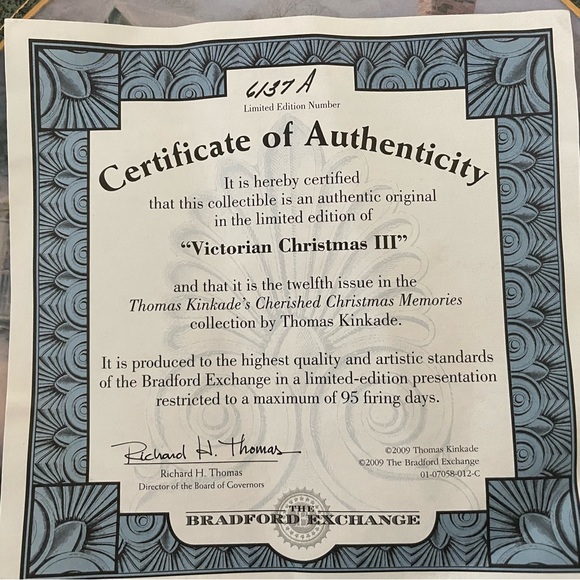 6137A
Limited Edition Number
Certificate of Authenticity
It is hereby certified
that this collectible is an authentic original
in the limited edition of
“Victorian Christmas III”
and that it is the twelfth issue in the
Thomas Kinkade's Cherished Christmas Memories
collection by Thomas Kinkade.
It is produced to the highest quality and artistic standards
of the Bradford Exchange in a limited-edition presentation
restricted to a maximum of 95 firing days.
Richard H. Thomas
Richard H. Thomas
Director of the Board of Governors
©2009 Thomas Kinkade
©2009 The Bradford Exchange
01-07058-012-C
THE
BRADFORD EXCHANGE